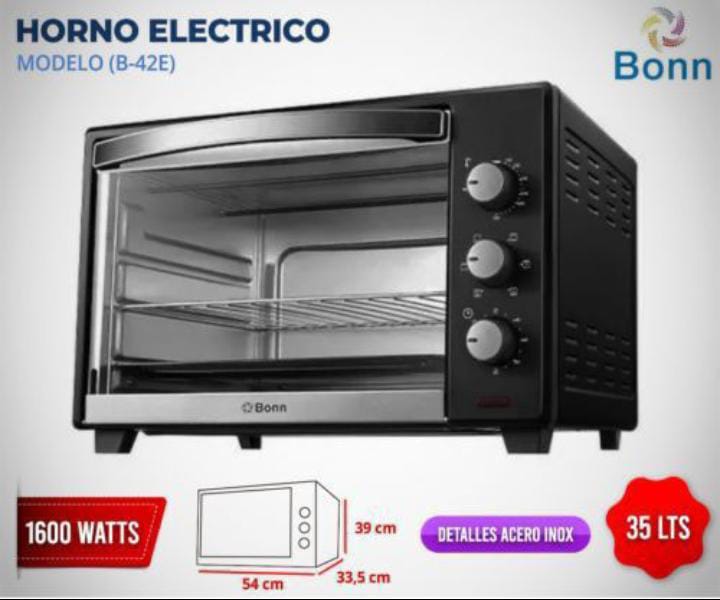 HORNO ELECTRICO
MODELO (B-42E)
Bonn
Bonn
1600 WATTS
39 cm
54 cm
33,5 cm
DETALLES ACERO INOX
35 LTS